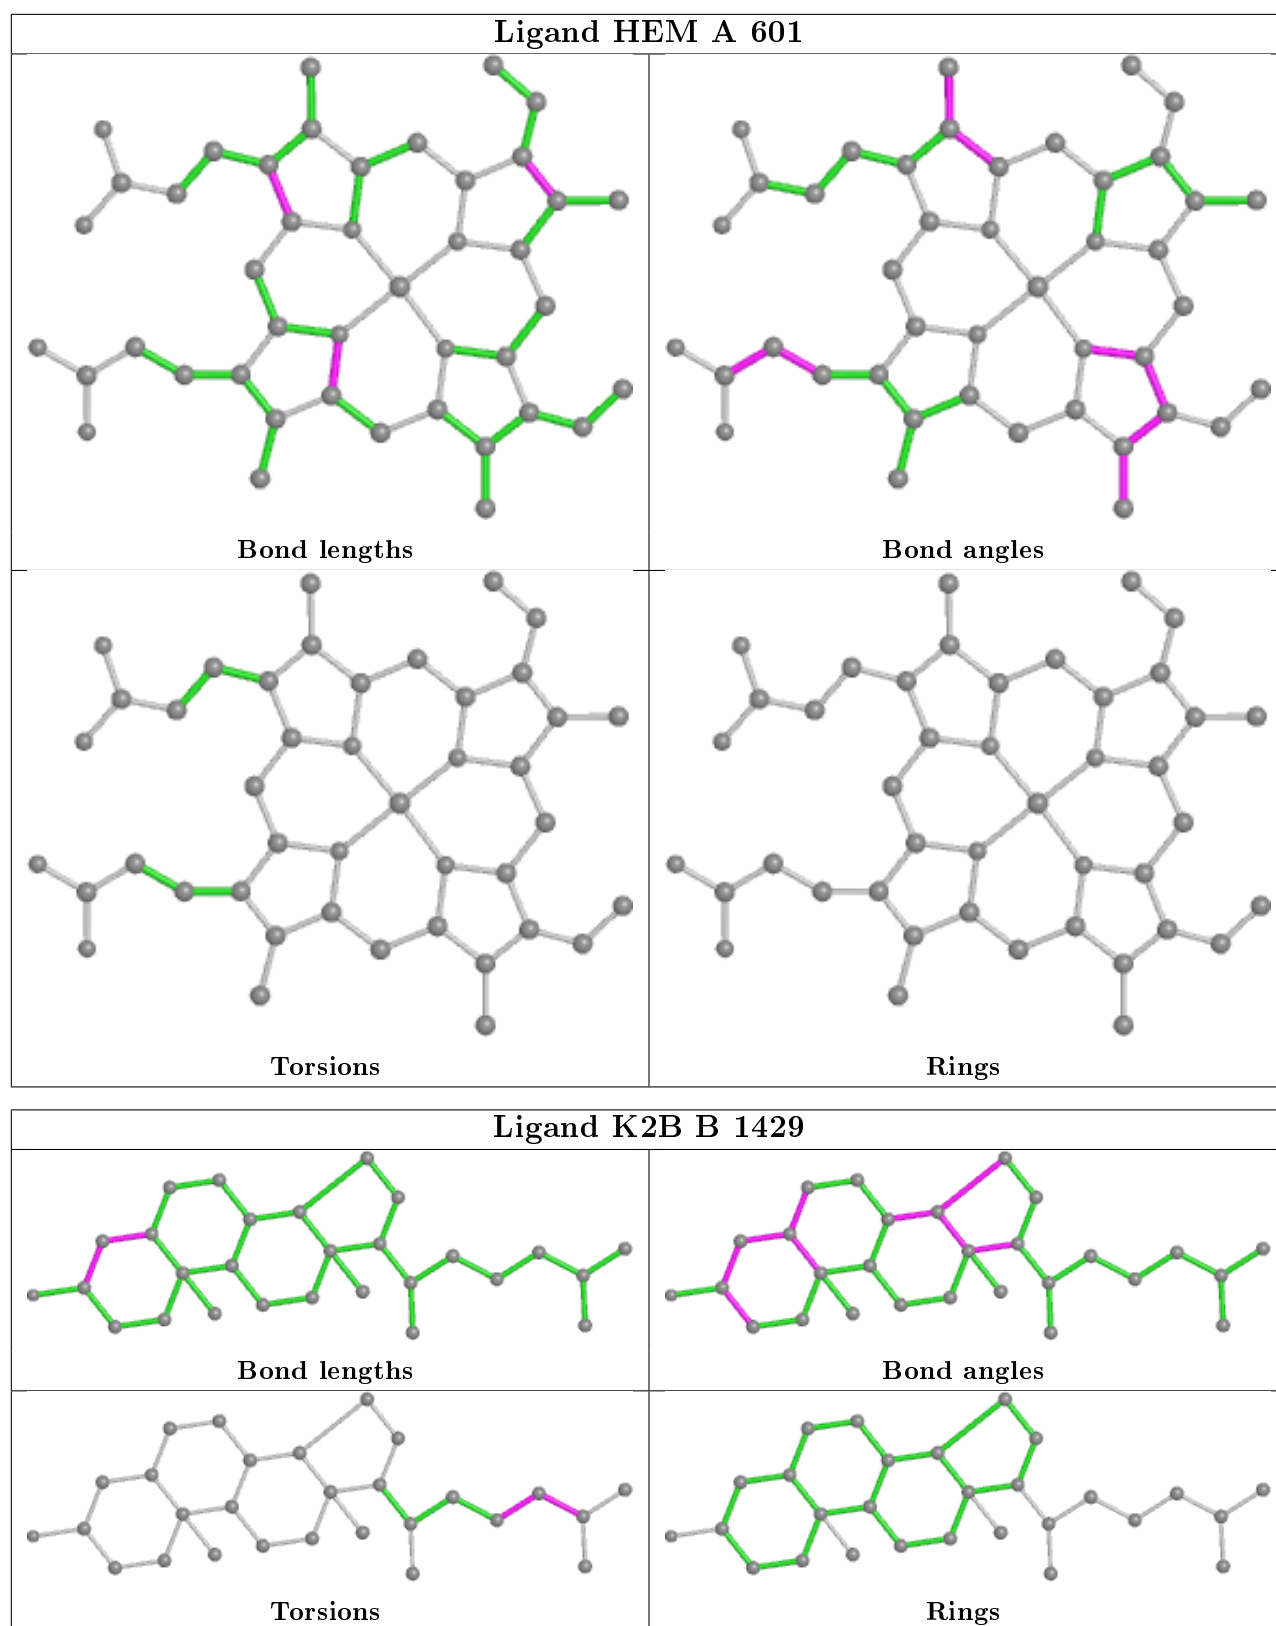 Ligand HEM A 601
Bond lengths
Bond angles
Torsions
Rings
Ligand K2B B 1429
Bond lengths
Bond angles
Torsions
Rings